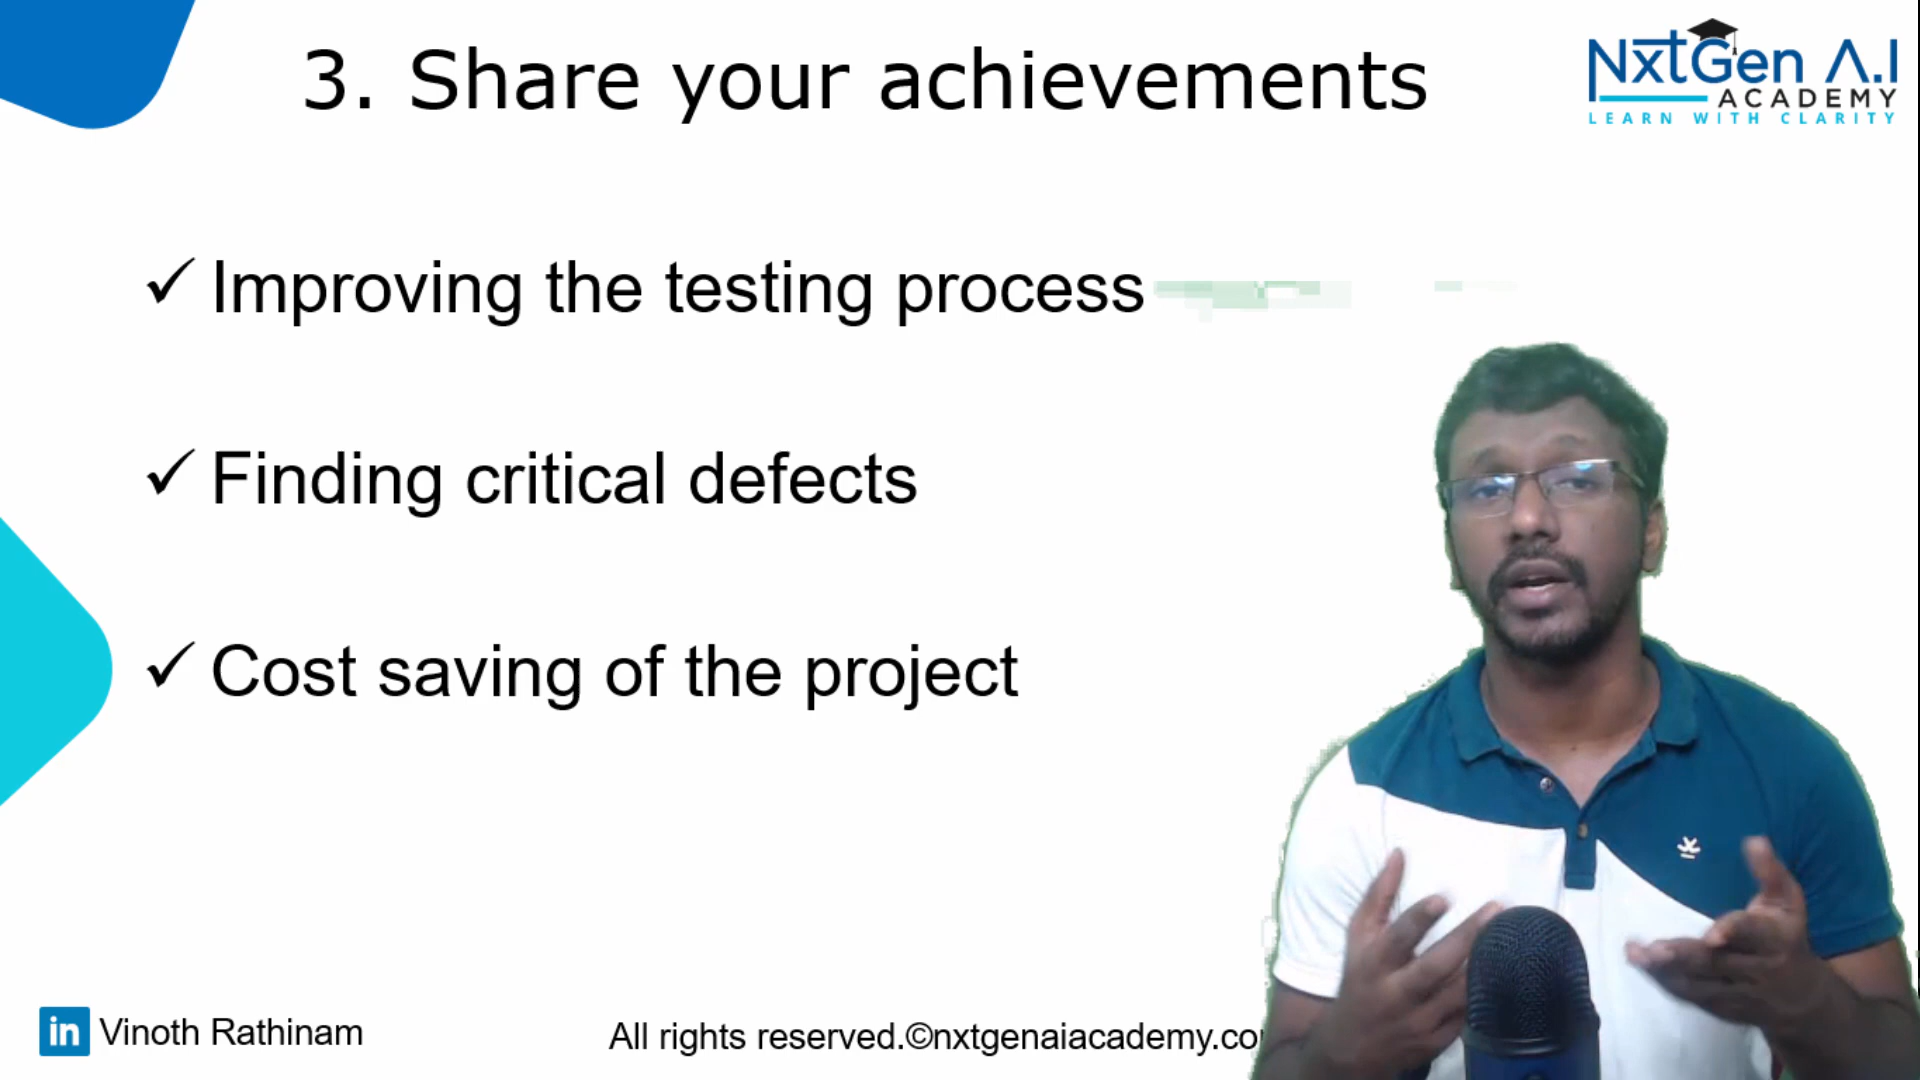 3. Share your achievements
NxtGen A.I
ACADEMY
LEARN WITH CLARITY
✓ Improving the testing process
✓ Finding critical defects
✓ Cost saving of the project
in Vinoth Rathinam
All rights reserved.©nxtgenaiacademy.co